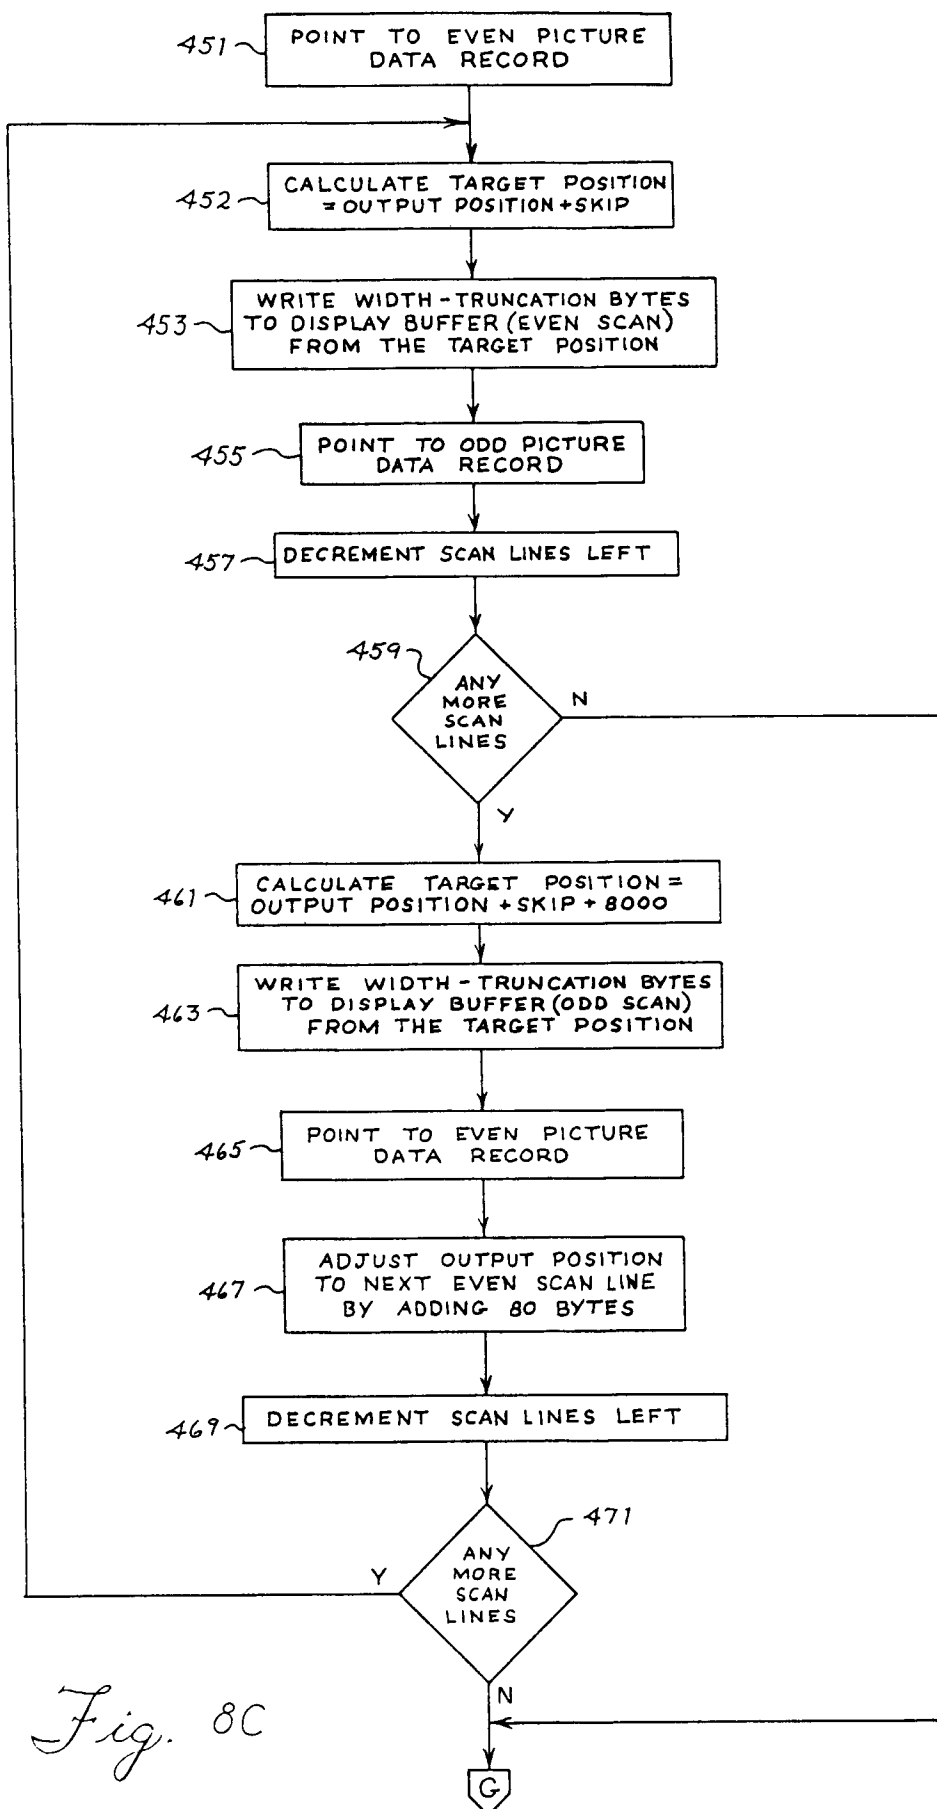 451
POINT TO EVEN PICTURE
DATA RECORD
452
CALCULATE TARGET POSITION
=OUTPUT POSITION+SKIP
453
WRITE WIDTH-TRUNCATION BYTES
TO DISPLAY BUFFER (EVEN SCAN)
FROM THE TARGET POSITION
455
POINT TO ODD PICTURE
DATA RECORD
457
DECREMENT SCAN LINES LEFT
459
ANY
MORE
SCAN
LINES
N
Y
461
CALCULATE TARGET POSITION=
OUTPUT POSITION+SKIP+8000
463
WRITE WIDTH-TRUNCATION BYTES
TO DISPLAY BUFFER (ODD SCAN)
FROM THE TARGET POSITION
465
POINT TO EVEN PICTURE
DATA RECORD
467
ADJUST OUTPUT POSITION
TO NEXT EVEN SCAN LINE
BY ADDING 80 BYTES
469
DECREMENT SCAN LINES LEFT
471
ANY
MORE
SCAN
LINES
Y
N
G
Fig. 8C